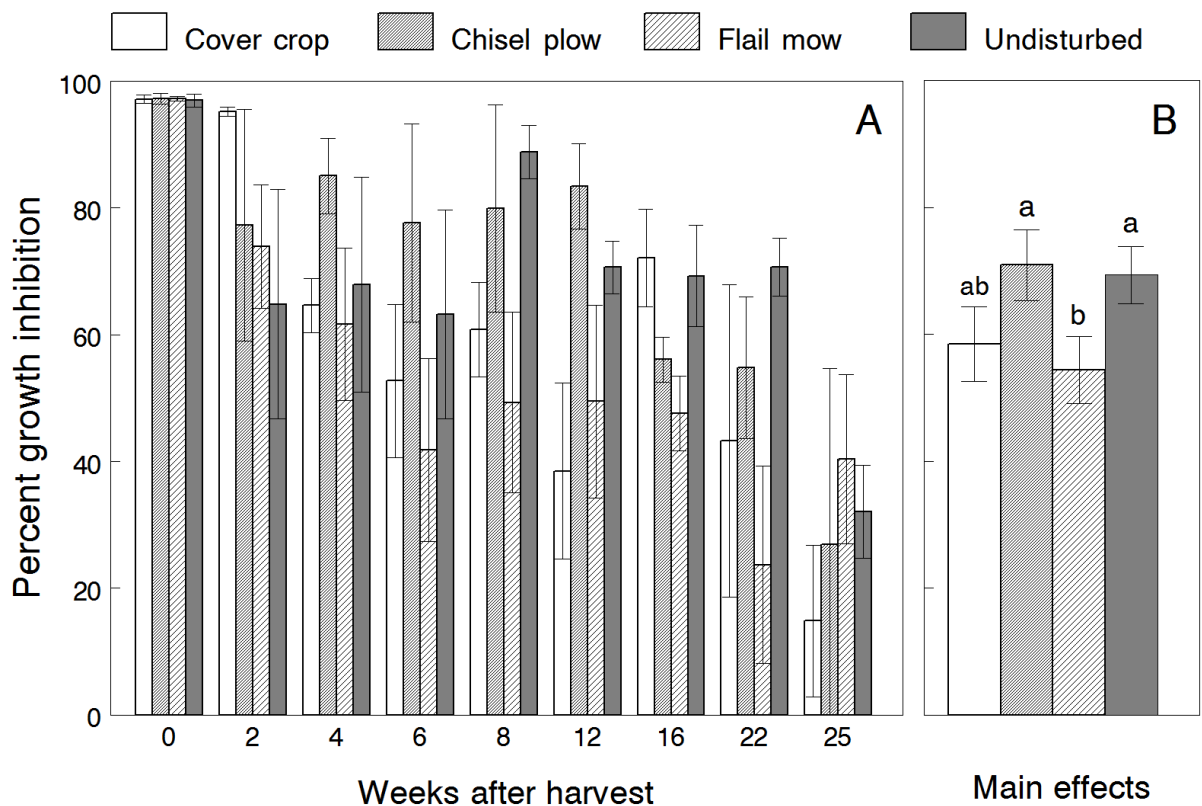 Cover crop Chisel plow Flail mow Undisturbed
100
80
60
40
20
0
Percent growth inhibition
A
B
ab a b a
0 2 4 6 8 12 16 22 25
Weeks after harvest
Main effects